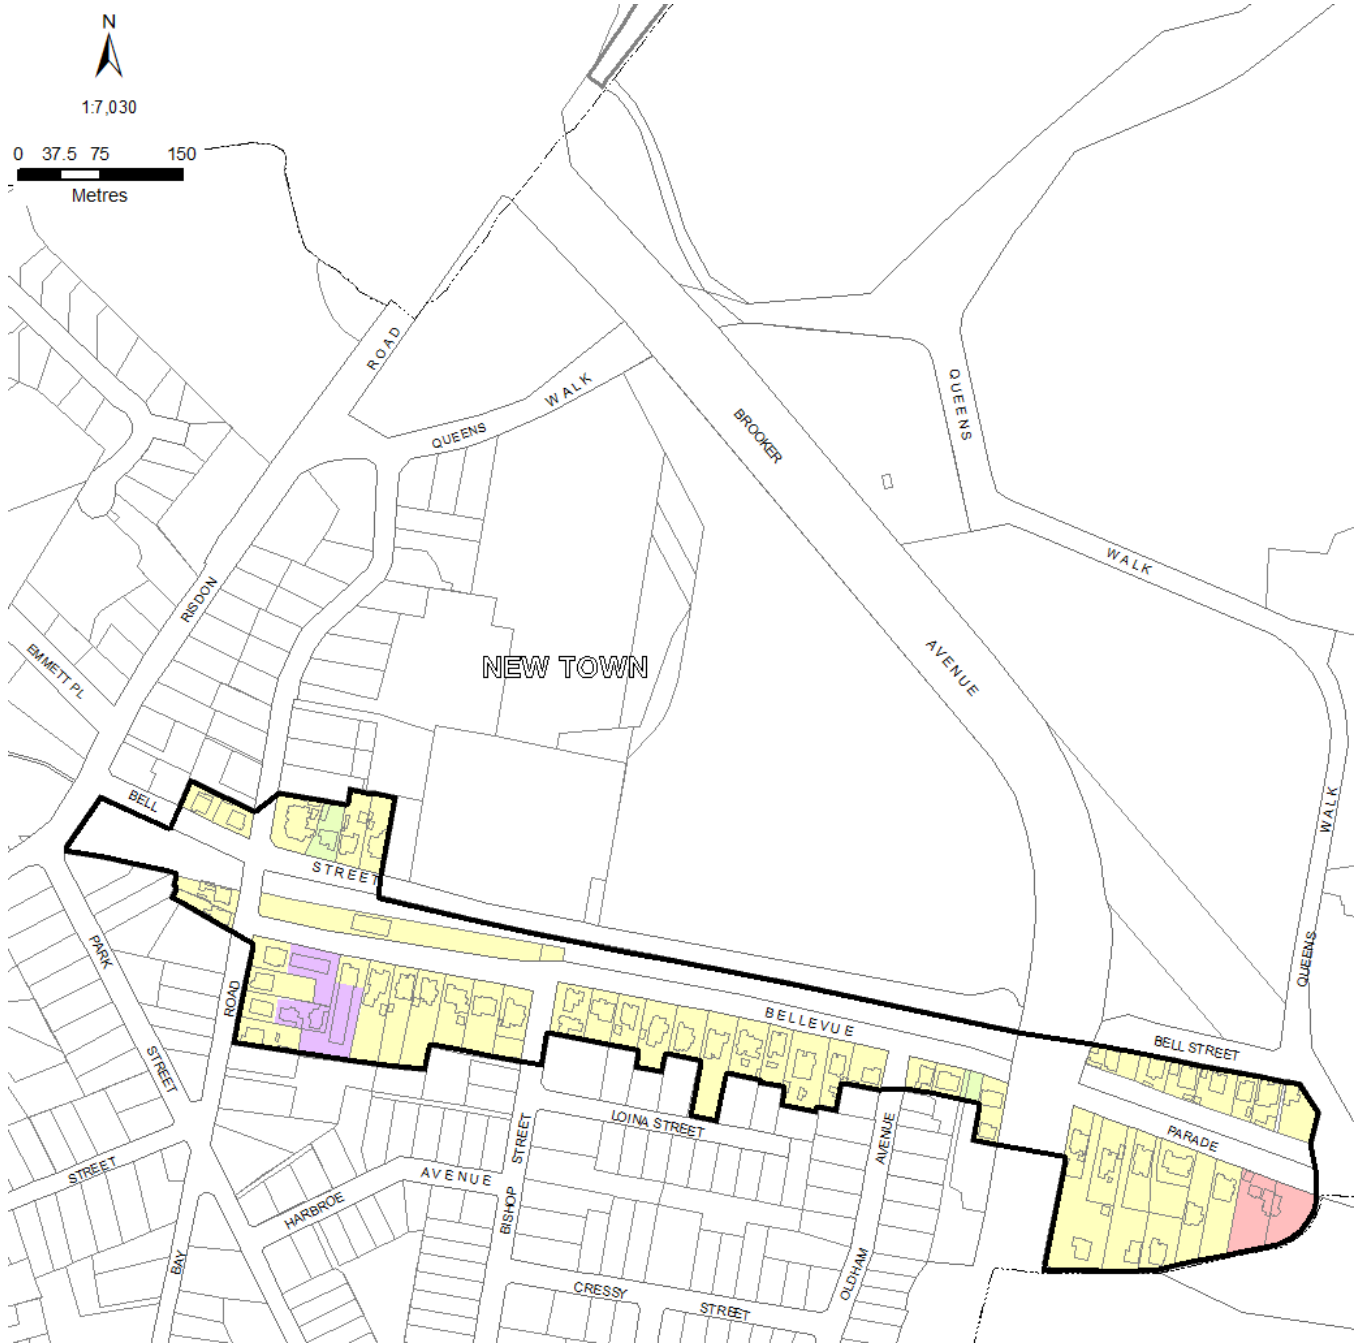 N
1:7,030
0 37.5 75 150
Metres
ROAD
QUEENS
WALK
BROOKER
QUEENS
WALK
RISDON
EMMETT PL
NEW TOWN
AVENUE
BELL
STREET
WALK
QUEENS
PARK
STREET
ROAD
BELLEVUE
BELL STREET
PARADE
LOINA STREET
STREET
AVENUE
STREET
AVENUE
HARBROE
BISHOP
BAY
OLDHAM
CRESSY
STREET